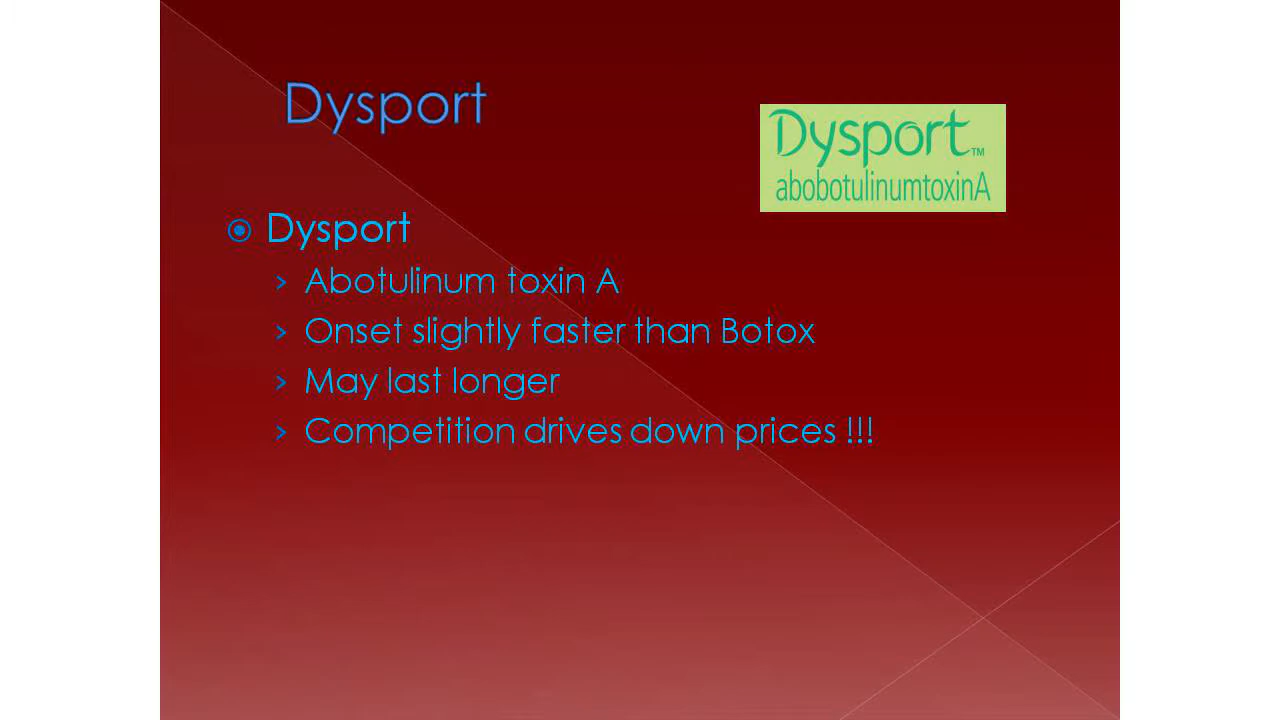 Dysport
Dysport™
abobotulinumtoxinA
Dysport
Abotulinum toxin A
Onset slightly faster than Botox
May last longer
Competition drives down prices !!!